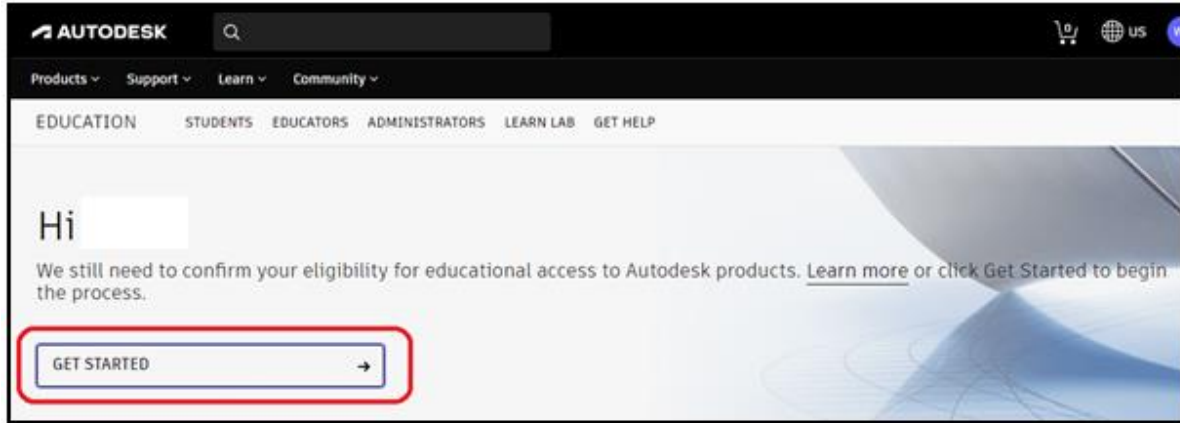 AUTODESK
0
US
Products Support Learn Community
EDUCATION STUDENTS EDUCATORS ADMINISTRATORS LEARN LAB GET HELP
Hi
We still need to confirm your eligibility for educational access to Autodesk products. Learn more or click Get Started to begin
the process.
GET STARTED